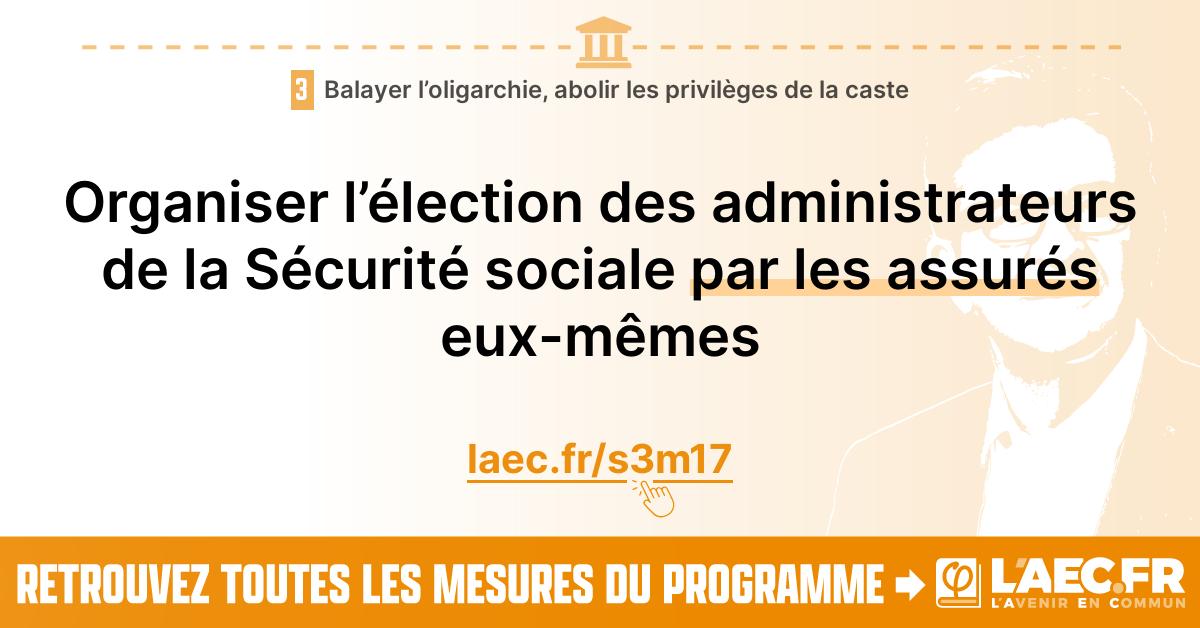 3 Balayer l’oligarchie, abolir les privilèges de la caste
Organiser l’élection des administrateurs
de la Sécurité sociale par les assurés
eux-mêmes
laec.fr/s3m17
RETROUVEZ TOUTES LES MESURES DU PROGRAMME
φ L'AEC.FR
L'AVENIR EN COMMUN